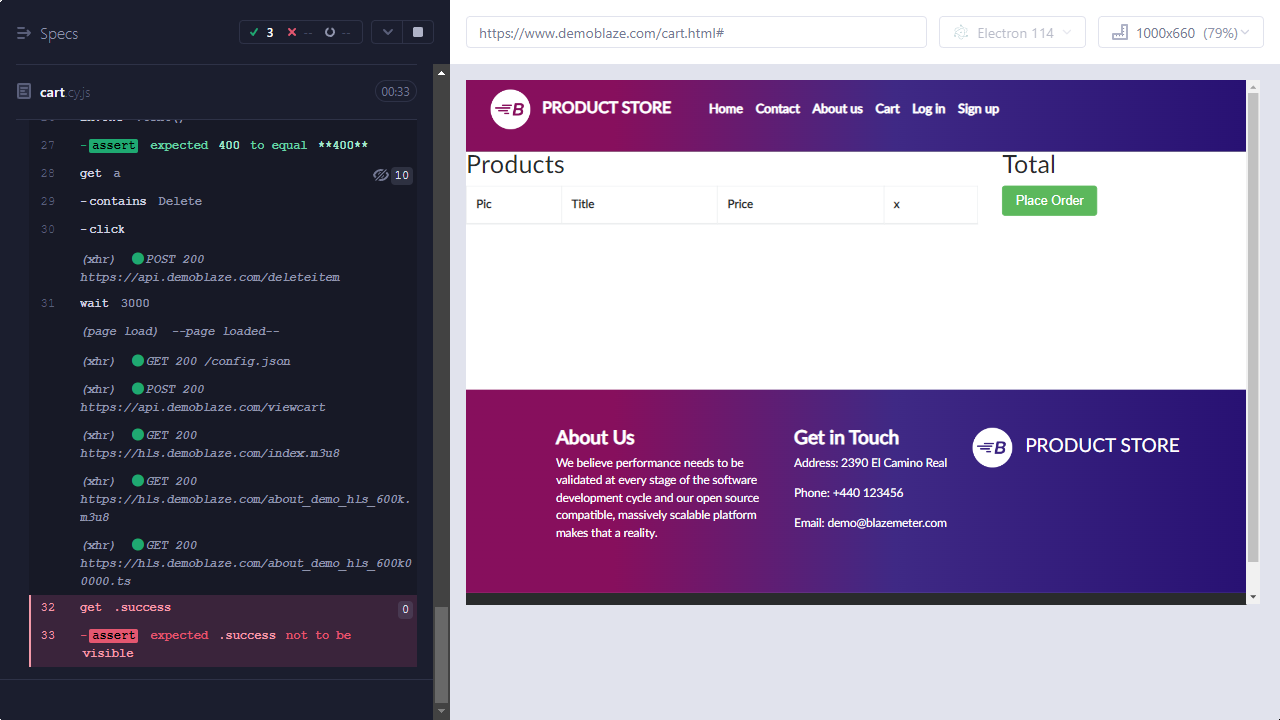 Specs
3
--
--
cart.cy.js
00:33
27 -assert expected 400 to equal **400**
28 get a
10
29 -contains Delete
30 -click
(xhr) POST 200
https://api.demoblaze.com/deleteitem
31 wait 3000
(page load) --page loaded--
(xhr) GET 200 /config.json
(xhr) POST 200
https://api.demoblaze.com/viewcart
(xhr) GET 200
https://hls.demoblaze.com/index.m3u8
(xhr) GET 200
https://hls.demoblaze.com/about_demo_hls_600k.
m3u8
(xhr) GET 200
https://hls.demoblaze.com/about_demo_hls_600k0
0000.ts
32 get .success
0
33 -assert expected .success not to be
visible
https://www.demoblaze.com/cart.html#
Electron 114
1000x660 (79%)
B
PRODUCT STORE
Home Contact About us Cart Log in Sign up
Products
Pic Title Price x
Total
Place Order
About Us
We believe performance needs to be
validated at every stage of the software
development cycle and our open source
compatible, massively scalable platform
makes that a reality.
Get in Touch
Address: 2390 El Camino Real
Phone: +440 123456
Email: demo@blazemeter.com
B
PRODUCT STORE